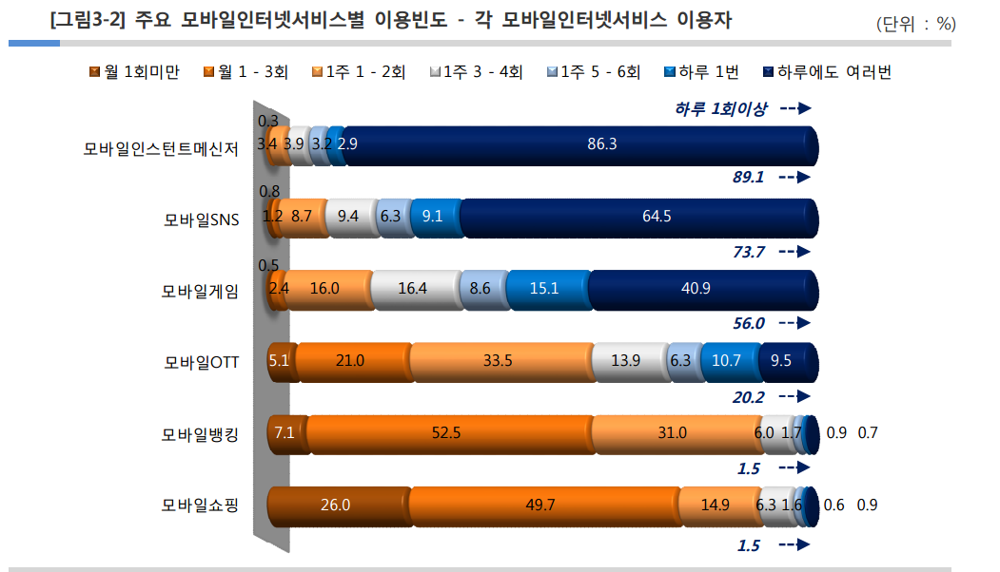 [그림3-2] 주요 모바일인터넷서비스별 이용빈도 - 각 모바일인터넷서비스 이용자
(단위 : %)
월 1회미만 월 1 - 3회 1주 1 - 2회 1주 3 - 4회 1주 5 - 6회 하루 1번 하루에도 여러번
하루 1회이상
모바일인스턴트메신저 0.3 3.4 3.9 3.2 2.9 86.3
89.1
모바일SNS 0.8 1.2 8.7 9.4 6.3 9.1 64.5
73.7
모바일게임 0.5 2.4 16.0 16.4 8.6 15.1 40.9
56.0
모바일OTT 5.1 21.0 33.5 13.9 6.3 10.7 9.5
20.2
모바일뱅킹 7.1 52.5 31.0 6.0 1.7 0.9 0.7
1.5
모바일쇼핑 26.0 49.7 14.9 6.3 1.6 0.6 0.9
1.5